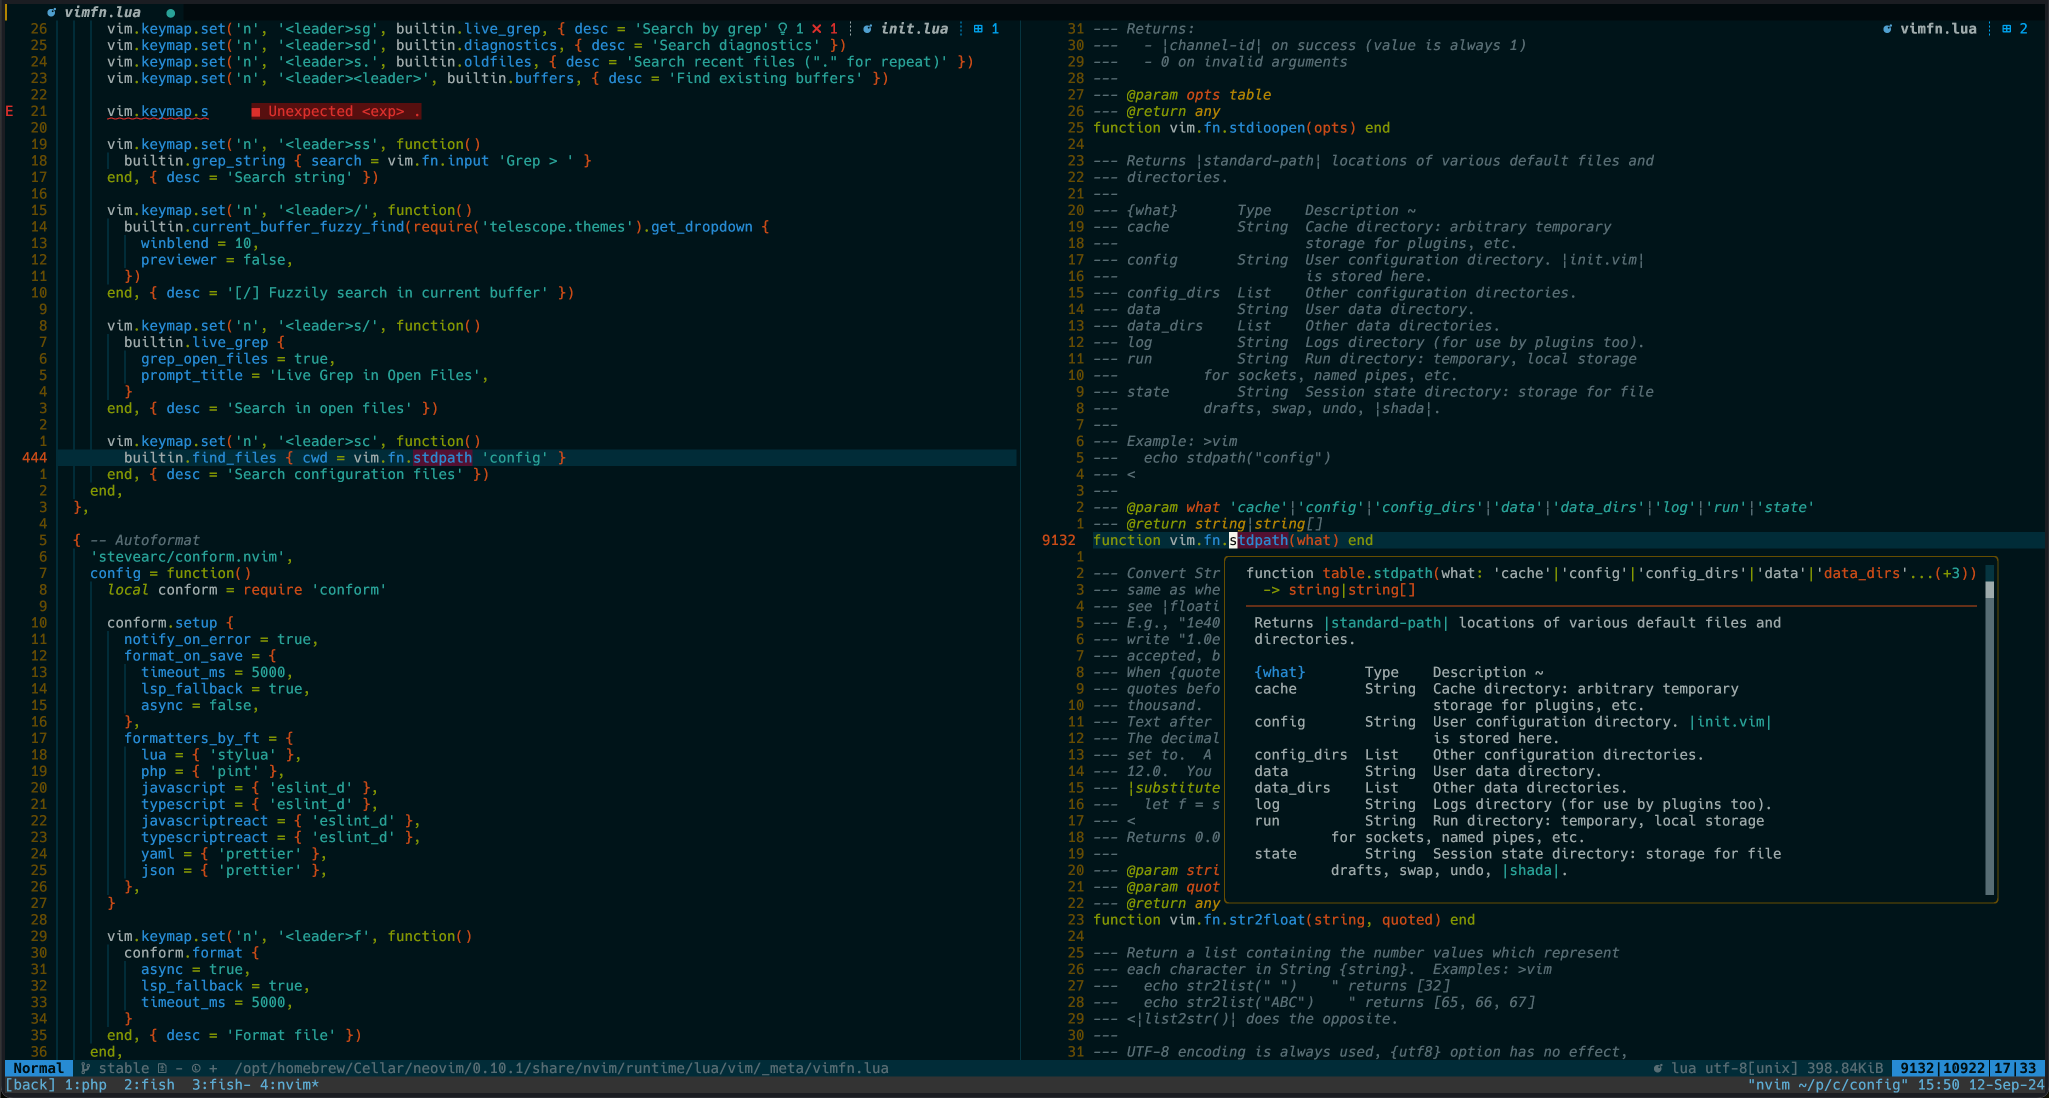 vimfn.lua ●
26 vim.keymap.set('n', '<leader>sg', builtin.live_grep, { desc = 'Search by grep' 1 ✕ 1 init.lua 1
25 vim.keymap.set('n', '<leader>sd', builtin.diagnostics, { desc = 'Search diagnostics' })
24 vim.keymap.set('n', '<leader>s.', builtin.oldfiles, { desc = 'Search recent files ("." for repeat)' })
23 vim.keymap.set('n', '<leader><leader>', builtin.buffers, { desc = 'Find existing buffers' })
22
E 21 vim.keymap.s ■ Unexpected <exp> .
20
19 vim.keymap.set('n', '<leader>ss', function()
18 builtin.grep_string { search = vim.fn.input 'Grep > ' }
17 end, { desc = 'Search string' })
16
15 vim.keymap.set('n', '<leader>/', function()
14 builtin.current_buffer_fuzzy_find(require('telescope.themes').get_dropdown {
13 winblend = 10,
12 previewer = false,
11 })
10 end, { desc = '[/] Fuzzily search in current buffer' })
9
8 vim.keymap.set('n', '<leader>s/', function()
7 builtin.live_grep {
6 grep_open_files = true,
5 prompt_title = 'Live Grep in Open Files',
4 }
3 end, { desc = 'Search in open files' })
2
1 vim.keymap.set('n', '<leader>sc', function()
444 builtin.find_files { cwd = vim.fn.stdpath 'config' }
1 end, { desc = 'Search configuration files' })
2 end,
3 },
4
5 { -- Autoformat
6 'stevearc/conform.nvim',
7 config = function()
8 local conform = require 'conform'
9
10 conform.setup {
11 notify_on_error = true,
12 format_on_save = {
13 timeout_ms = 5000,
14 lsp_fallback = true,
15 async = false,
16 },
17 formatters_by_ft = {
18 lua = { 'stylua' },
19 php = { 'pint' },
20 javascript = { 'eslint_d' },
21 typescript = { 'eslint_d' },
22 javascriptreact = { 'eslint_d' },
23 typescriptreact = { 'eslint_d' },
24 yaml = { 'prettier' },
25 json = { 'prettier' },
26 },
27 }
28
29 vim.keymap.set('n', '<leader>f', function()
30 conform.format {
31 async = true,
32 lsp_fallback = true,
33 timeout_ms = 5000,
34 }
35 end, { desc = 'Format file' })
36 end,
31 --- Returns: vimfn.lua 2
30 --- - |channel-id| on success (value is always 1)
29 --- - 0 on invalid arguments
28 ---
27 --- @param opts table
26 --- @return any
25 function vim.fn.stdioopen(opts) end
24
23 --- Returns |standard-path| locations of various default files and
22 --- directories.
21 ---
20 --- {what} Type Description ~
19 --- cache String Cache directory: arbitrary temporary
18 --- storage for plugins, etc.
17 --- config String User configuration directory. |init.vim|
16 --- is stored here.
15 --- config_dirs List Other configuration directories.
14 --- data String User data directory.
13 --- data_dirs List Other data directories.
12 --- log String Logs directory (for use by plugins too).
11 --- run String Run directory: temporary, local storage
10 --- for sockets, named pipes, etc.
9 --- state String Session state directory: storage for file
8 --- drafts, swap, undo, |shada|.
7 ---
6 --- Example: >vim
5 --- echo stdpath("config")
4 --- <
3 ---
2 --- @param what 'cache'|'config'|'config_dirs'|'data'|'data_dirs'|'log'|'run'|'state'
1 --- @return string|string[]
9132 function vim.fn.stdpath(what) end
1
2 --- Convert Str
3 --- same as whe
4 --- see |floati
5 --- E.g., "1e40
6 --- write "1.0e
7 --- accepted, b
8 --- When {quote
9 --- quotes befo
10 --- thousand.
11 --- Text after
12 --- The decimal
13 --- set to. A
14 --- 12.0. You
15 --- |substitute
16 --- let f = s
17 --- <
18 --- Returns 0.0
19 ---
20 --- @param stri
21 --- @param quot
22 --- @return any
23 function vim.fn.str2float(string, quoted) end
24
25 --- Return a list containing the number values which represent
26 --- each character in String {string}. Examples: >vim
27 --- echo str2list(" ") " returns [32]
28 --- echo str2list("ABC") " returns [65, 66, 67]
29 --- <|list2str()| does the opposite.
30 ---
31 --- UTF-8 encoding is always used, {utf8} option has no effect,
function table.stdpath(what: 'cache'|'config'|'config_dirs'|'data'|'data_dirs'...(+3))
-> string|string[]
Returns |standard-path| locations of various default files and
directories.
{what} Type Description ~
cache String Cache directory: arbitrary temporary
storage for plugins, etc.
config String User configuration directory. |init.vim|
is stored here.
config_dirs List Other configuration directories.
data String User data directory.
data_dirs List Other data directories.
log String Logs directory (for use by plugins too).
run String Run directory: temporary, local storage
for sockets, named pipes, etc.
state String Session state directory: storage for file
drafts, swap, undo, |shada|.
Normal stable - + /opt/homebrew/Cellar/neovim/0.10.1/share/nvim/runtime/lua/vim/_meta/vimfn.lua lua utf-8[unix] 398.84KiB 9132|10922|17|33
[back] 1:php 2:fish 3:fish- 4:nvim* "nvim ~/p/c/config" 15:50 12-Sep-24